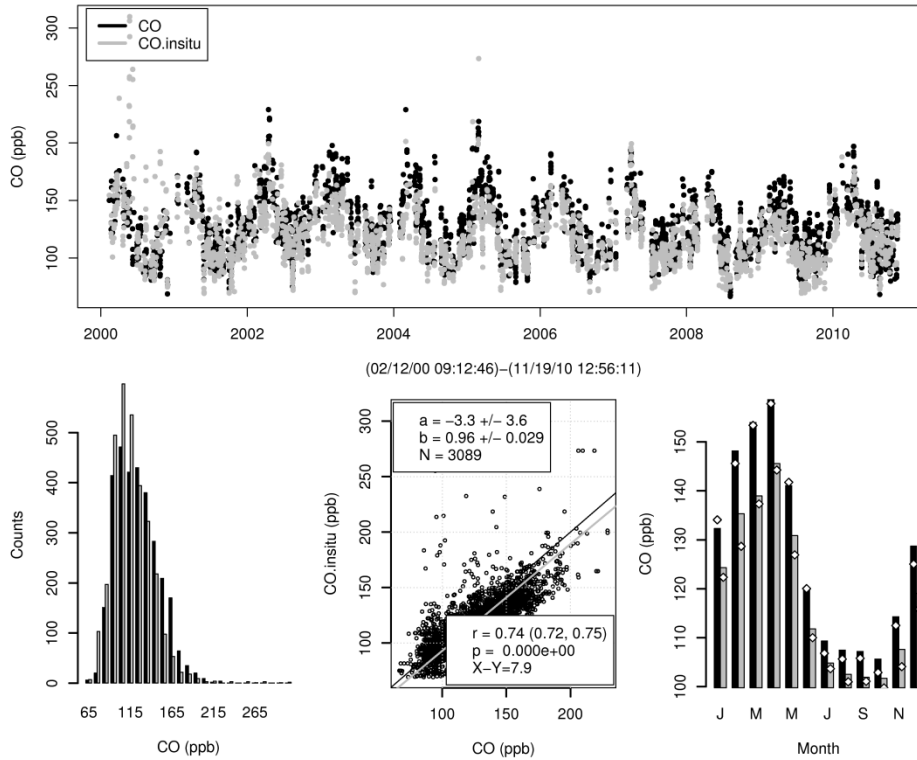 CO
CO.insitu
CO (ppb)
100 150 200 250 300
2000 2002 2004 2006 2008 2010
(02/12/00 09:12:46)−(11/19/10 12:56:11)
Counts
0 100 200 300 400 500
65 115 165 215 265
CO (ppb)
a = −3.3 +/− 3.6
b = 0.96 +/− 0.029
N = 3089
CO.insitu (ppb)
100 150 200 250 300
r = 0.74 (0.72, 0.75)
p =  0.000e+00
X−Y=7.9
100 150 200
CO (ppb)
CO (ppb)
100 110 120 130 140 150
J M M J S N
Month